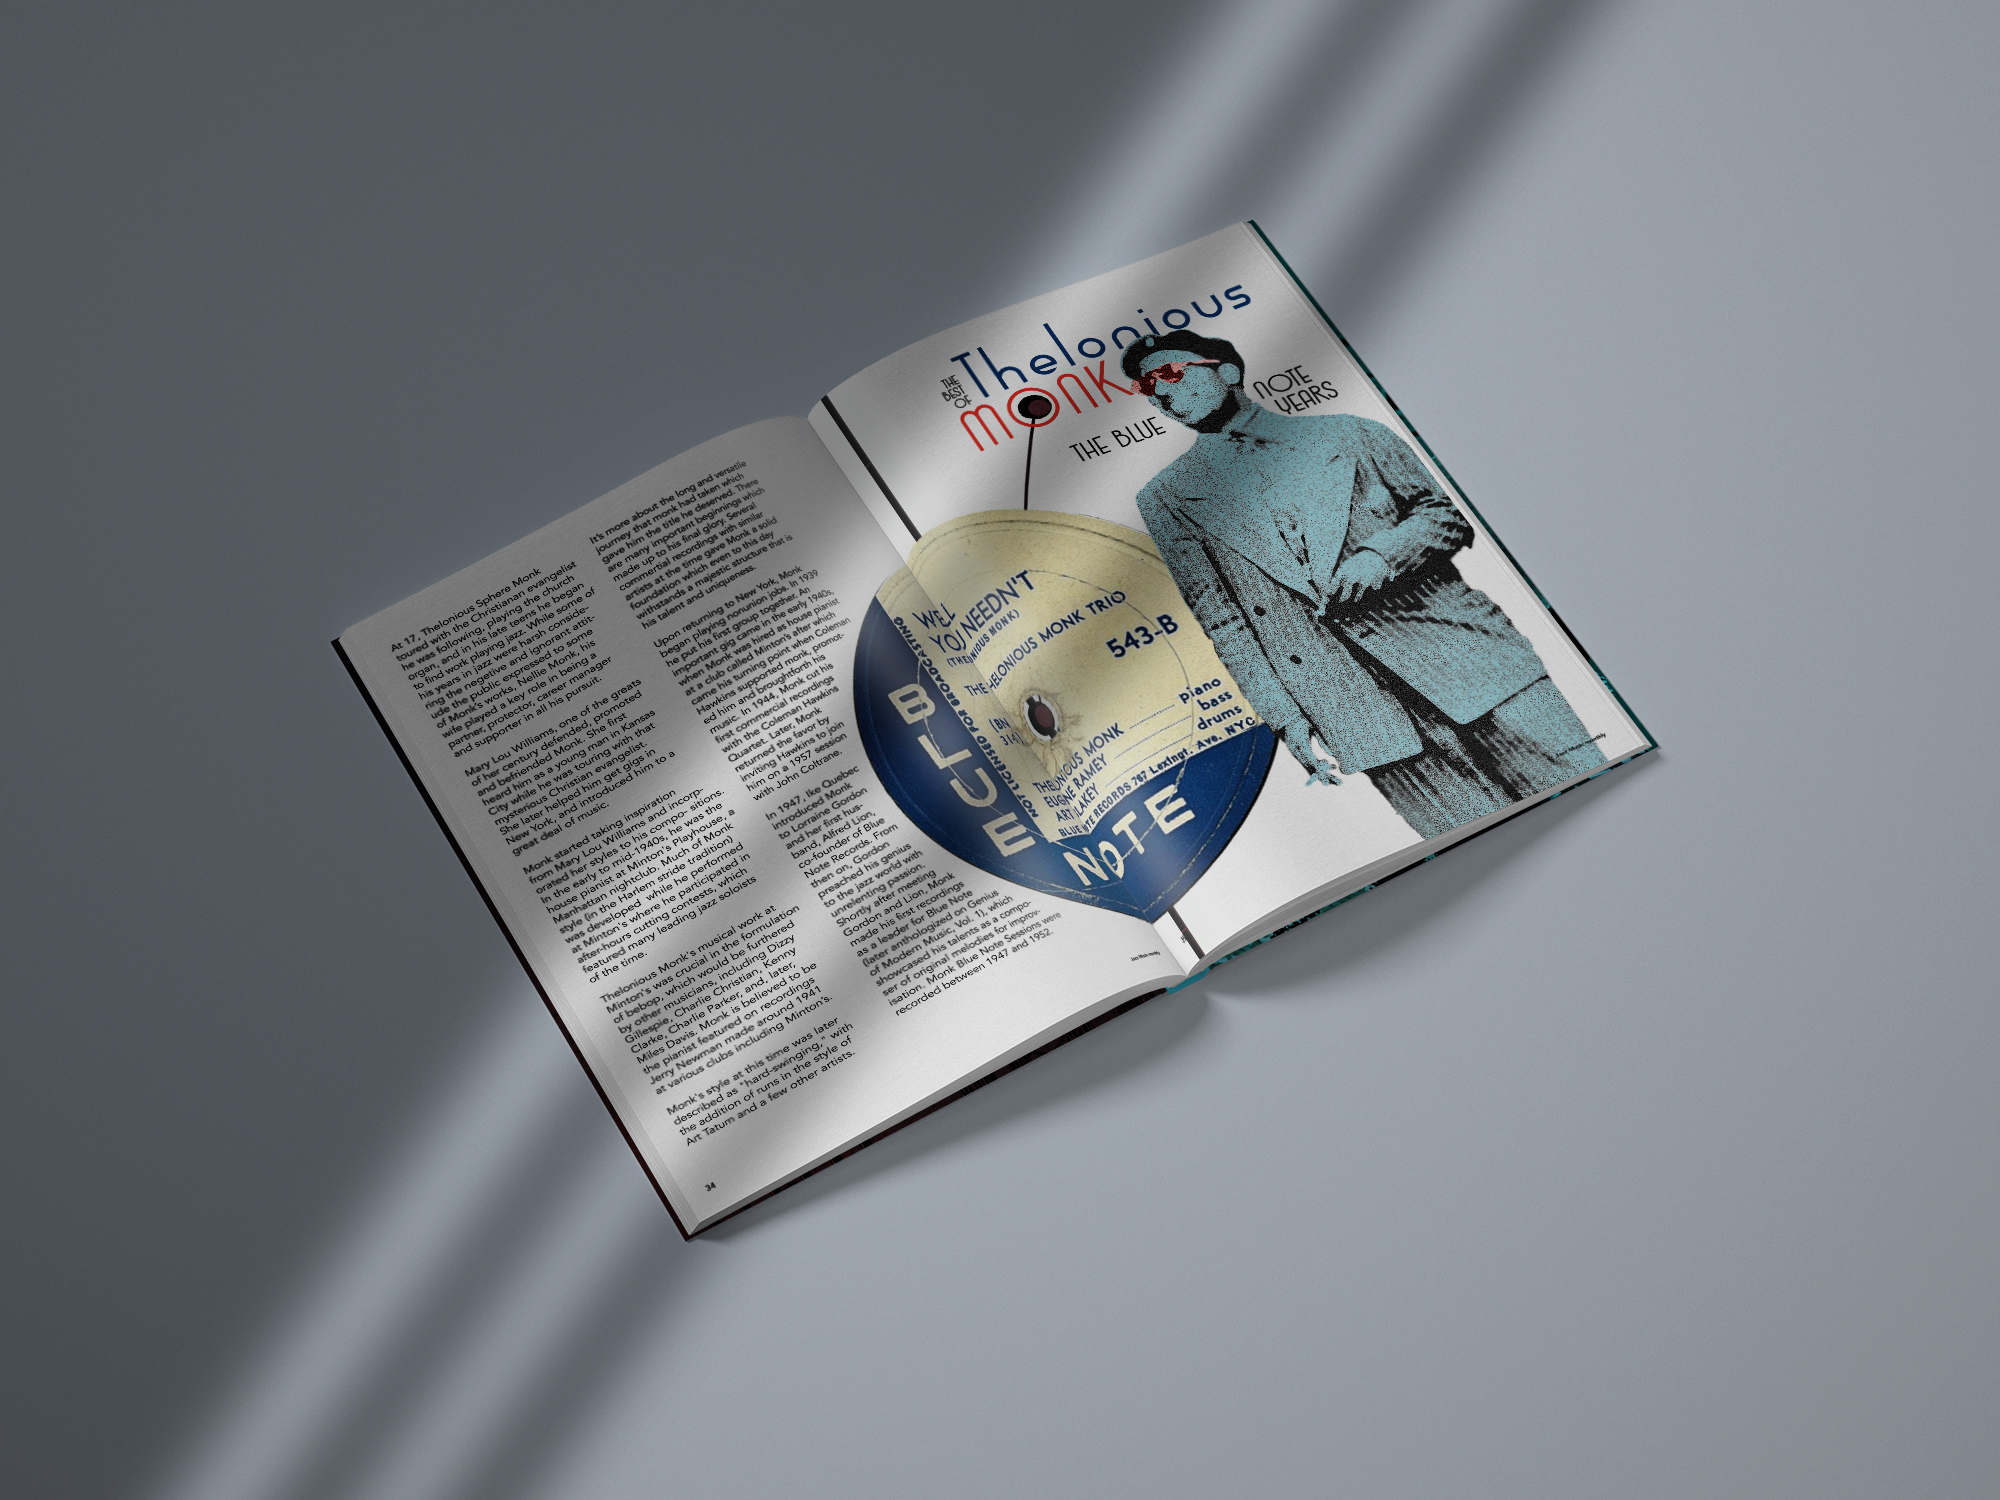 At 17, Thelonious Sphere Monk
toured with the Christianan evangelist
he was following, playing the church
organ, and in his late teens he began
to find work playing jazz. While some of
his years in jazz were harsh conside-
ring the negetive and ignorant attit-
ude the Public expressed to some
of Monk's works, Nellie Monk, his
wife played a key role in being a
partner, protector, career manager
and supporter in all his pursuit.
Mary Lou Williams, one of the greats
of her century defended, promoted
and befriended Monk. She first
heard him as a young man in Kansas
City while he was touring with that
mysterious Christian evangelist.
She later helped him get gigs in
New York, and introduced him to a
great deal of music.
Monk started taking inspiration
from Mary Lou Williams and incorp-
orated her styles to his compo- sitions.
In the early to mid-1940s, he was the
house pianist at Minton's Playhouse, a
Manhattan nightclub. Much of Monk
style (in the Harlem stride tradition)
was developed while he performed
at Minton's where he participated in
after-hours cutting contests, which
featured many leading jazz soloists
of the time.
Thelonious Monk's musical work at
Minton's was crucial in the formulation
of bebop, which would be furthered
by other musicians, including Dizzy
Gillespie, Charlie Christian, Kenny
Clarke, Charlie Parker, and, later,
Miles Davis. Monk is believed to be
the pianist featured on recordings
Jerry Newman made around 1941
at various clubs including Minton's.
Monk's style at this time was later
described as "hard-swinging," with
the addition of runs in the style of
Art Tatum and a few other artists.
34
It's more about the long and versatile
journey that monk had taken which
gave him the title he deserved. There
are many important beginnings which
made up to his final glory. Several
commertial recordings with similar
artists at the time gave Monk a solid
foundation which even to this day
withstands a majestic structure that is
his talent and uniqueness.
Upon returning to New York, Monk
began playing nonunion jobs. In 1939
he put his first group together. An
important gig came in the early 1940s,
when Monk was hired as house pianist
at a club called Minton's after which
came his turning point when Coleman
Hawkins supported monk, promot-
ed him and broughtforth his
music. In 1944, Monk cut his
first commercial recordings
with the Coleman Hawkins
Quartet. Later, Monk
returned the favor by
inviting Hawkins to join
him on a 1957 session
with John Coltrane.
In 1947, Ike Quebec
introduced Monk
to Lorraine Gordon
and her first hus-
band, Alfred Lion,
co-founder of Blue
Note Records. From
then on, Gordon
preached his genius
to the jazz world with
unrelenting passion.
Shortly after meeting
Gordon and Lion, Monk
made his first recordings
as a leader for Blue Note
(later anthologized on Genius
of Modern Music, Vol. 1), which
showcased his talents as a compo-
ser of original melodies for improv-
isation. Monk Blue Note Sessions were
recorded between 1947 and 1952.
THE
BEST
OF
Thelonious
MONK
THE BLUE
NOTE
YEARS
WELL
YOU NEEDN'T
(THELONIOUS MONK)
THE THELONIOUS MONK TRIO
543-B
(BN
314)
NOT LICENSED FOR BROADCASTING
THELONIOUS MONK
piano
EUGNE RAMEY
bass
ART BLAKEY
drums
BLUE NOTE RECORDS 767 Lexingt. Ave. NYC
BLUE
NOTE